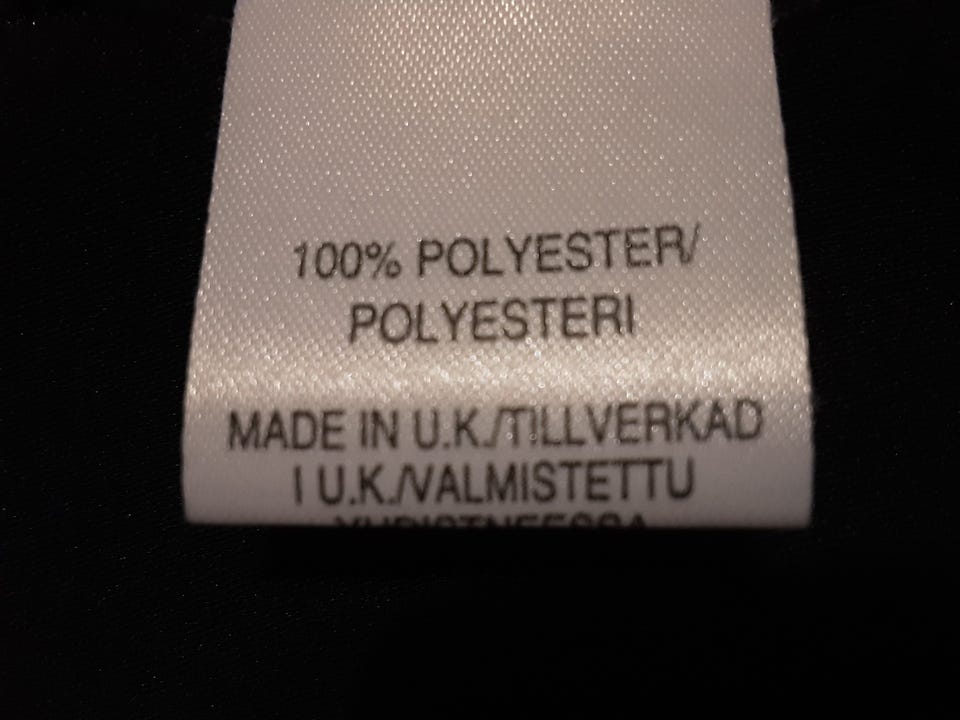 100% POLYESTER/
POLYESTERI
MADE IN U.K./TILLVERKAD
I U.K./VALMISTETTU